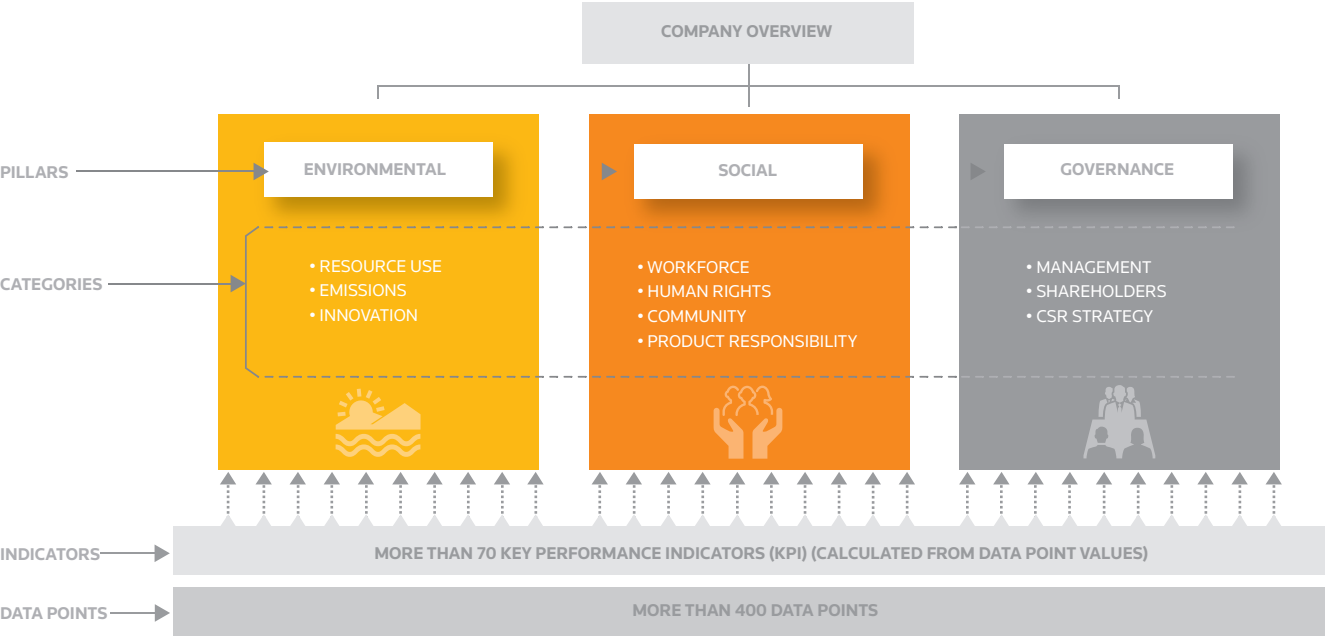 COMPANY OVERVIEW
PILLARS
ENVIRONMENTAL
SOCIAL
GOVERNANCE
CATEGORIES
• RESOURCE USE
• EMISSIONS
• INNOVATION
• WORKFORCE
• HUMAN RIGHTS
• COMMUNITY
• PRODUCT RESPONSIBILITY
• MANAGEMENT
• SHAREHOLDERS
• CSR STRATEGY
INDICATORS
MORE THAN 70 KEY PERFORMANCE INDICATORS (KPI) (CALCULATED FROM DATA POINT VALUES)
DATA POINTS
MORE THAN 400 DATA POINTS